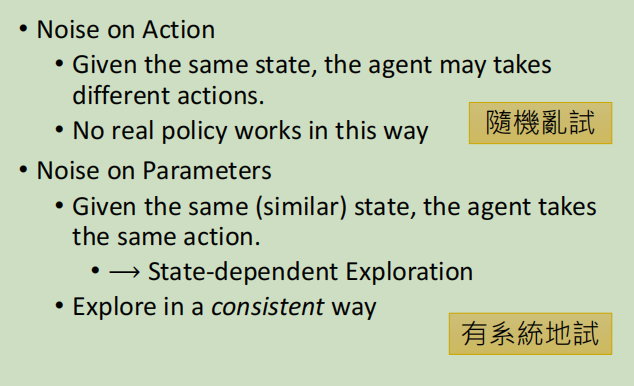 • Noise on Action
• Given the same state, the agent may takes
different actions.
• No real policy works in this way
隨機亂試
• Noise on Parameters
• Given the same (similar) state, the agent takes
the same action.
• → State-dependent Exploration
• Explore in a consistent way
有系統地試